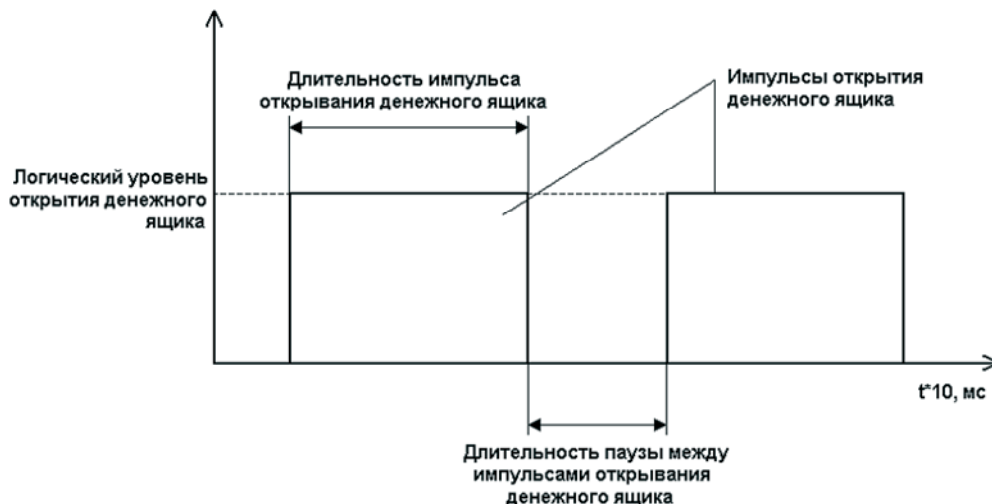 Длительность импульса
открывания денежного ящика
Импульсы открытия
денежного ящика
Логический уровень
открытия денежного
ящика
t*10, мс
Длительность паузы между
импульсами открывания
денежного ящика